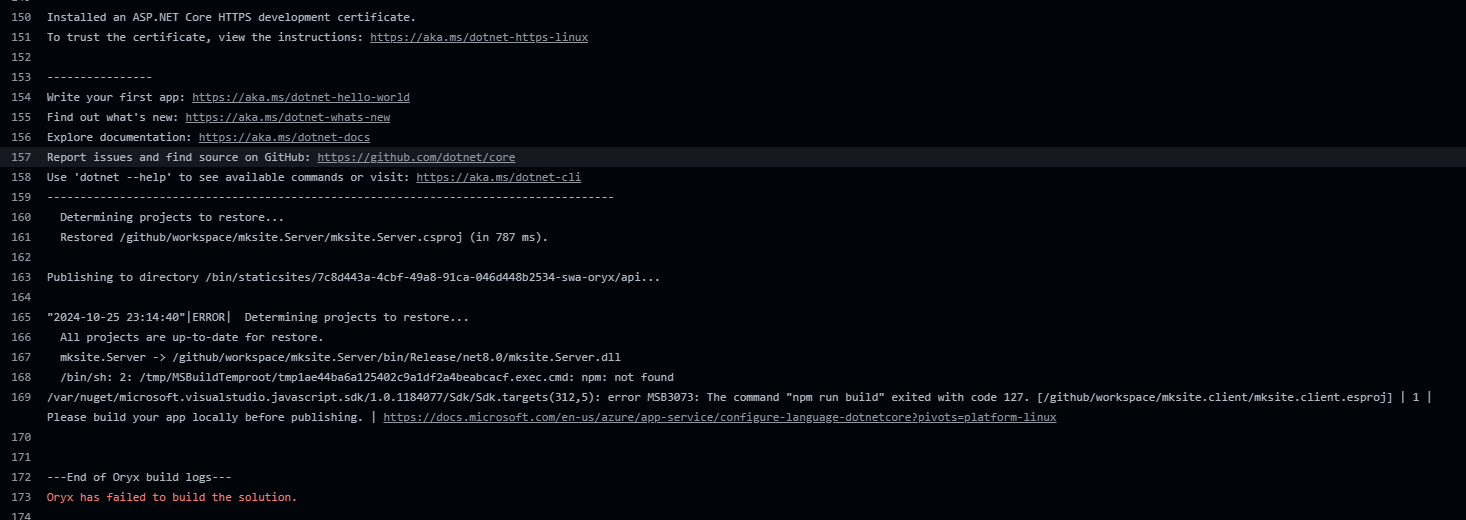 150 Installed an ASP.NET Core HTTPS development certificate.
151 To trust the certificate, view the instructions: https://aka.ms/dotnet-https-linux
152
153 ----------------
154 Write your first app: https://aka.ms/dotnet-hello-world
155 Find out what's new: https://aka.ms/dotnet-whats-new
156 Explore documentation: https://aka.ms/dotnet-docs
157 Report issues and find source on GitHub: https://github.com/dotnet/core
158 Use 'dotnet --help' to see available commands or visit: https://aka.ms/dotnet-cli
159 --------------------------------------------------------------------------------------
160 Determining projects to restore...
161 Restored /github/workspace/mksite.Server/mksite.Server.csproj (in 787 ms).
162
163 Publishing to directory /bin/staticsites/7c8d443a-4cbf-49a8-91ca-046d448b2534-swa-oryx/api...
164
165 "2024-10-25 23:14:40"|ERROR| Determining projects to restore...
166 All projects are up-to-date for restore.
167 mksite.Server -> /github/workspace/mksite.Server/bin/Release/net8.0/mksite.Server.dll
168 /bin/sh: 2: /tmp/MSBuildTemproot/tmp1ae44ba6a125402c9a1df2a4beabcacf.exec.cmd: npm: not found
169 /var/nuget/microsoft.visualstudio.javascript.sdk/1.0.1184077/Sdk/Sdk.targets(312,5): error MSB3073: The command "npm run build" exited with code 127. [/github/workspace/mksite.client/mksite.client.esproj] | 1 |
Please build your app locally before publishing. | https://docs.microsoft.com/en-us/azure/app-service/configure-language-dotnetcore?pivots=platform-linux
170
171
172 ---End of Oryx build logs---
173 Oryx has failed to build the solution.
174